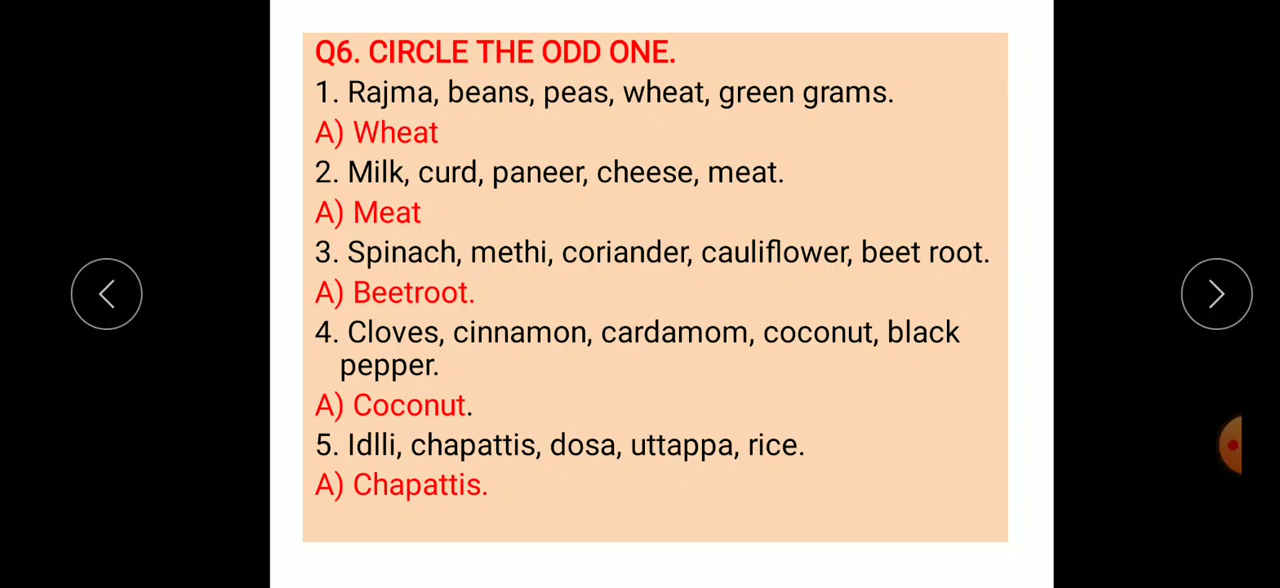 Q6. CIRCLE THE ODD ONE.
1. Rajma, beans, peas, wheat, green grams.
A) Wheat
2. Milk, curd, paneer, cheese, meat.
A) Meat
3. Spinach, methi, coriander, cauliflower, beet root.
A) Beetroot.
4. Cloves, cinnamon, cardamom, coconut, black
pepper.
A) Coconut.
5. Idlli, chapattis, dosa, uttappa, rice.
A) Chapattis.